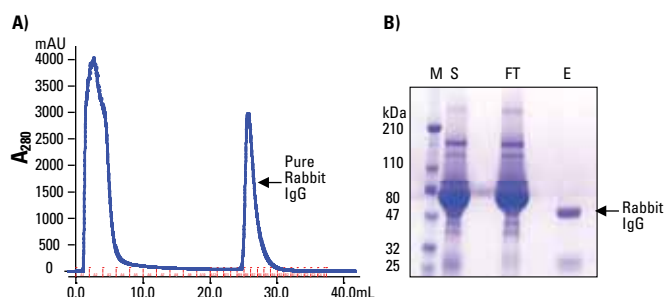 A)
mAU
4000
3500
3000
2500
2000
1500
1000
500
0
A280
Pure
Rabbit
IgG
0.0 10.0 20.0 30.0 40.0mL
B)
M S FT E
kDa
210
110
80
47
32
25
Rabbit
IgG